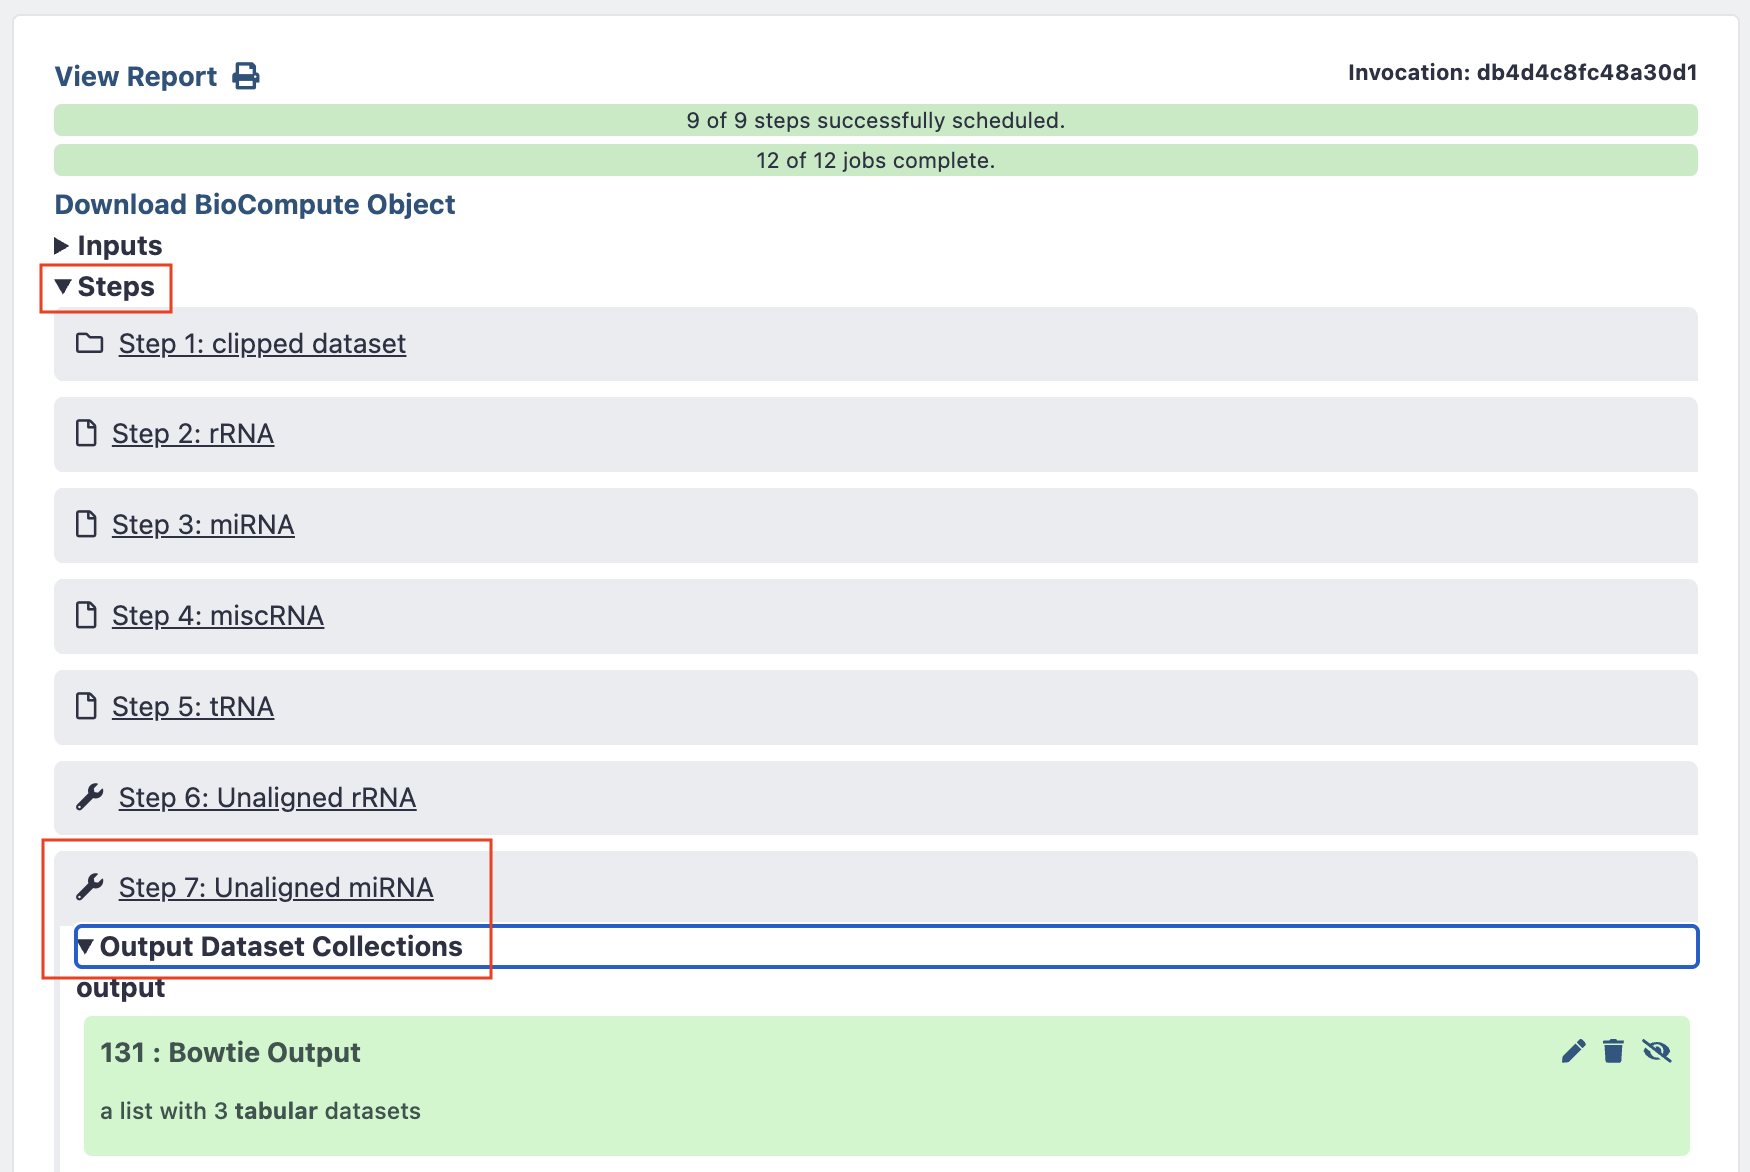 View Report
Invocation: db4d4c8fc48a30d1
9 of 9 steps successfully scheduled.
12 of 12 jobs complete.
Download BioCompute Object
Inputs
Steps
Step 1: clipped dataset
Step 2: rRNA
Step 3: miRNA
Step 4: miscRNA
Step 5: tRNA
Step 6: Unaligned rRNA
Step 7: Unaligned miRNA
Output Dataset Collections
output
131 : Bowtie Output
a list with 3 tabular datasets